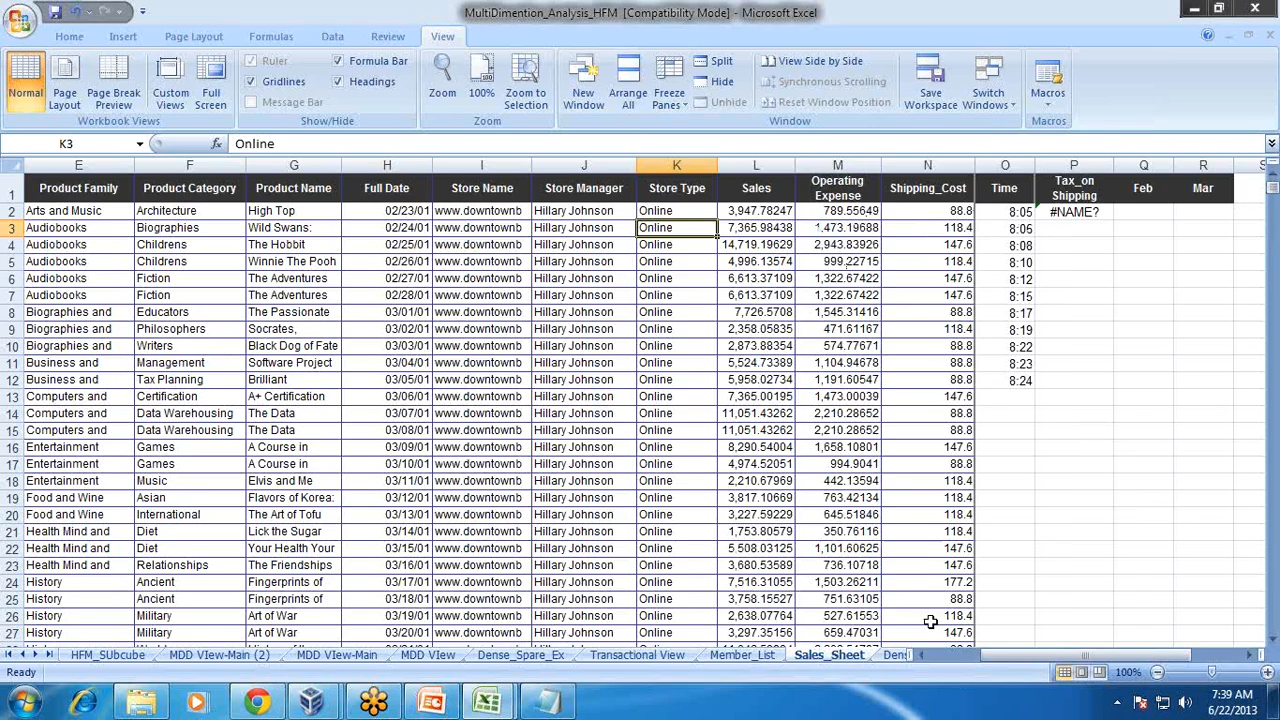 MultiDimention_Analysis_HFM [Compatibility Mode] - Microsoft Excel
Home Insert Page Layout Formulas Data Review View
Normal Page Layout Page Break Preview Custom Views Full Screen
Workbook Views
Ruler Formula Bar
Gridlines Headings
Message Bar
Show/Hide
Zoom 100% Zoom to Selection
Zoom
New Window Arrange All Freeze Panes
Split View Side by Side
Hide Synchronous Scrolling
Unhide Reset Window Position
Window
Save Workspace Switch Windows
Macros
Macros
K3 fx Online
E F G H I J K L M N O P Q R S
1 Product Family Product Category Product Name Full Date Store Name Store Manager Store Type Sales Operating Expense Shipping_Cost Time Tax_on Shipping Feb Mar
2 Arts and Music Architecture High Top 02/23/01 www.downtownb Hillary Johnson Online 3,947.78247 789.55649 88.8 8:05 #NAME?
3 Audiobooks Biographies Wild Swans: 02/24/01 www.downtownb Hillary Johnson Online 7,365.98438 1,473.19688 118.4 8:06
4 Audiobooks Childrens The Hobbit 02/25/01 www.downtownb Hillary Johnson Online 14,719.19629 2,943.83926 147.6 8:08
5 Audiobooks Childrens Winnie The Pooh 02/26/01 www.downtownb Hillary Johnson Online 4,996.13574 999.22715 118.4 8:10
6 Audiobooks Fiction The Adventures 02/27/01 www.downtownb Hillary Johnson Online 6,613.37109 1,322.67422 147.6 8:12
7 Audiobooks Fiction The Adventures 02/28/01 www.downtownb Hillary Johnson Online 6,613.37109 1,322.67422 147.6 8:15
8 Biographies and Educators The Passionate 03/01/01 www.downtownb Hillary Johnson Online 7,726.5708 1,545.31416 88.8 8:17
9 Biographies and Philosophers Socrates, 03/02/01 www.downtownb Hillary Johnson Online 2,358.05835 471.61167 118.4 8:19
10 Biographies and Writers Black Dog of Fate 03/03/01 www.downtownb Hillary Johnson Online 2,873.88354 574.77671 88.8 8:22
11 Business and Management Software Project 03/04/01 www.downtownb Hillary Johnson Online 5,524.73389 1,104.94678 88.8 8:23
12 Business and Tax Planning Brilliant 03/05/01 www.downtownb Hillary Johnson Online 5,958.02734 1,191.60547 88.8 8:24
13 Computers and Certification A+ Certification 03/06/01 www.downtownb Hillary Johnson Online 7,365.00195 1,473.00039 147.6
14 Computers and Data Warehousing The Data 03/07/01 www.downtownb Hillary Johnson Online 11,051.43262 2,210.28652 88.8
15 Computers and Data Warehousing The Data 03/08/01 www.downtownb Hillary Johnson Online 11,051.43262 2,210.28652 88.8
16 Entertainment Games A Course in 03/09/01 www.downtownb Hillary Johnson Online 8,290.54004 1,658.10801 147.6
17 Entertainment Games A Course in 03/10/01 www.downtownb Hillary Johnson Online 4,974.52051 994.9041 88.8
18 Entertainment Music Elvis and Me 03/11/01 www.downtownb Hillary Johnson Online 2,210.67969 442.13594 118.4
19 Food and Wine Asian Flavors of Korea: 03/12/01 www.downtownb Hillary Johnson Online 3,817.10669 763.42134 118.4
20 Food and Wine International The Art of Tofu 03/13/01 www.downtownb Hillary Johnson Online 3,227.59229 645.51846 118.4
21 Health Mind and Diet Lick the Sugar 03/14/01 www.downtownb Hillary Johnson Online 1,753.80579 350.76116 118.4
22 Health Mind and Diet Your Health Your 03/15/01 www.downtownb Hillary Johnson Online 5,508.03125 1,101.60625 147.6
23 Health Mind and Relationships The Friendships 03/16/01 www.downtownb Hillary Johnson Online 3,680.53589 736.10718 147.6
24 History Ancient Fingerprints of 03/17/01 www.downtownb Hillary Johnson Online 7,516.31055 1,503.26211 177.2
25 History Ancient Fingerprints of 03/18/01 www.downtownb Hillary Johnson Online 3,758.15527 751.63105 88.8
26 History Military Art of War 03/19/01 www.downtownb Hillary Johnson Online 2,638.07764 527.61553 118.4
27 History Military Art of War 03/20/01 www.downtownb Hillary Johnson Online 3,297.35156 659.47031 147.6
HFM_SUbcube MDD VIew-Main (2) MDD VIew-Main MDD VIew Dense_Spare_Ex Transactional View Member_List Sales_Sheet Den
Ready 100%
7:39 AM
6/22/2013